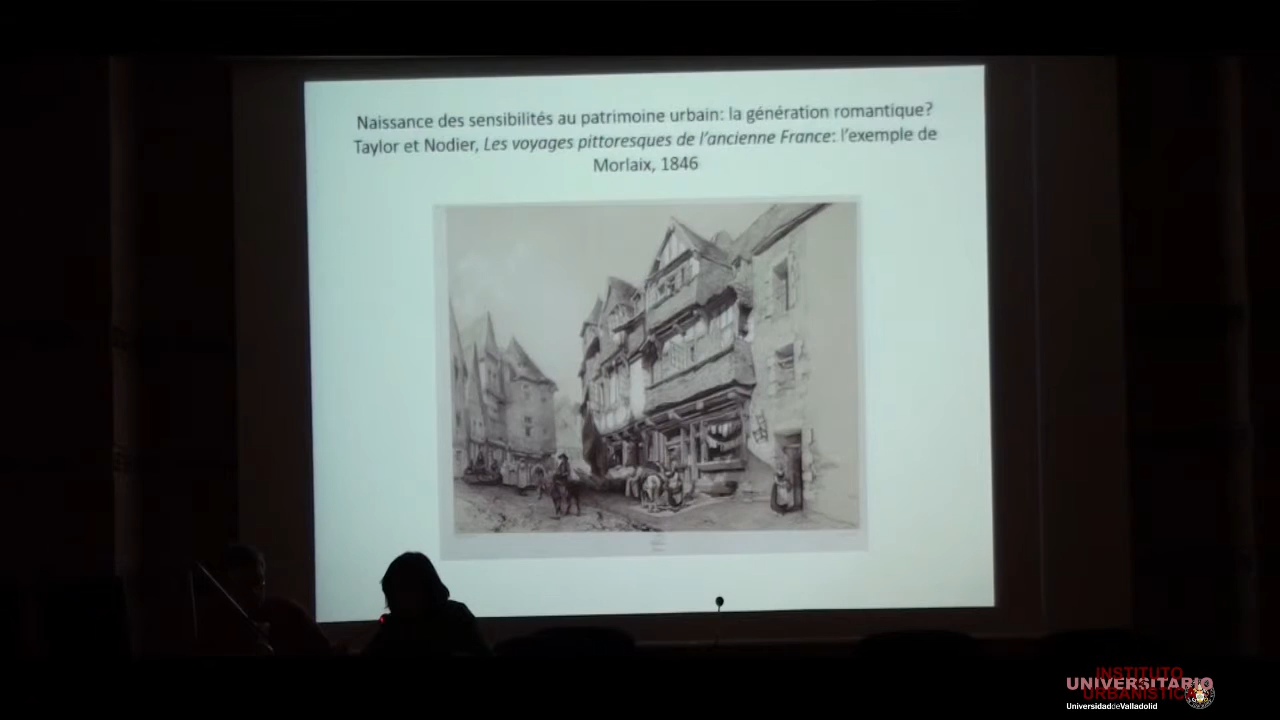 Naissance des sensibilités au patrimoine urbain: la génération romantique?
Taylor et Nodier, Les voyages pittoresques de l'ancienne France: l'exemple de
Morlaix, 1846
INSTITUTO
UNIVERSITARIO
URBANÍSTICA
UniversidaddeValladolid